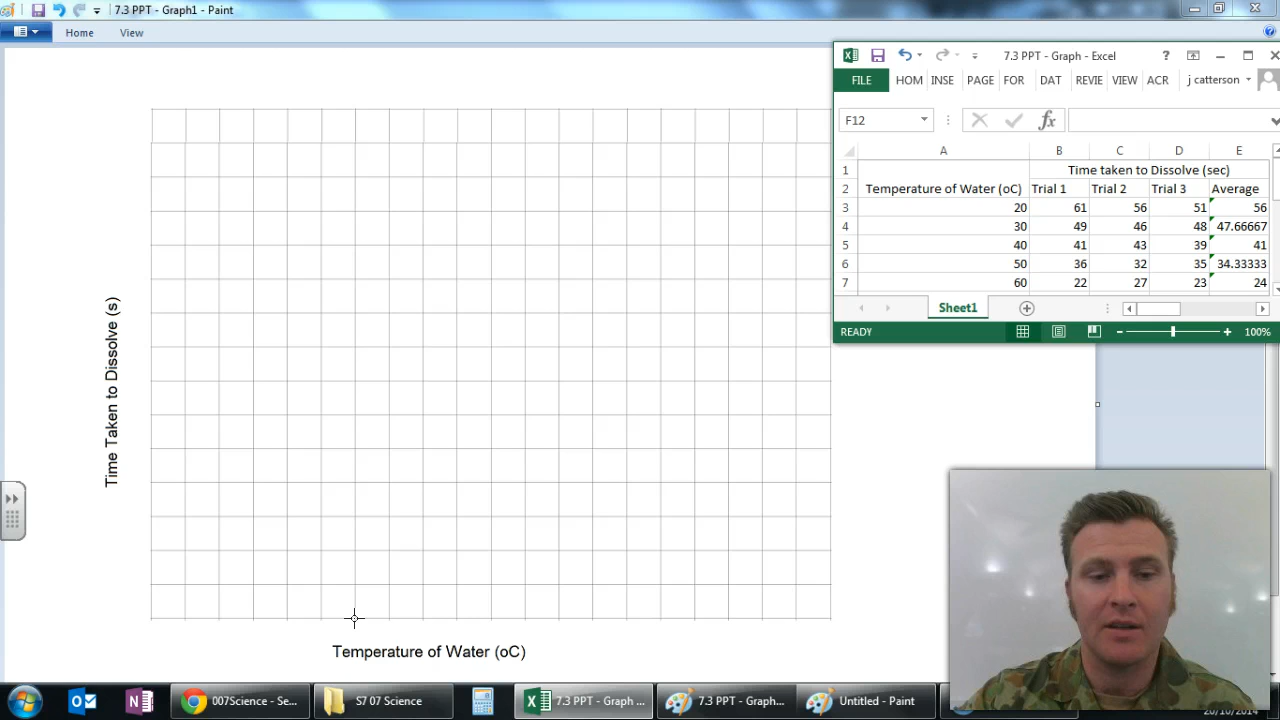 7.3 PPT - Graph1 - Paint
Home View
7.3 PPT - Graph - Excel
FILE HOM INSE PAGE FOR DAT REVIE VIEW ACR j catterson
F12 fx
A B C D E
1 Time taken to Dissolve (sec)
2 Temperature of Water (oC) Trial 1 Trial 2 Trial 3 Average
3 20 61 56 51 56
4 30 49 46 48 47.66667
5 40 41 43 39 41
6 50 36 32 35 34.33333
7 60 22 27 23 24
Sheet1
READY 100%
Time Taken to Dissolve (s)
Temperature of Water (oC)
007Science - Se...
S7 07 Science
7.3 PPT - Graph ...
7.3 PPT - Graph...
Untitled - Paint
20/10/2014